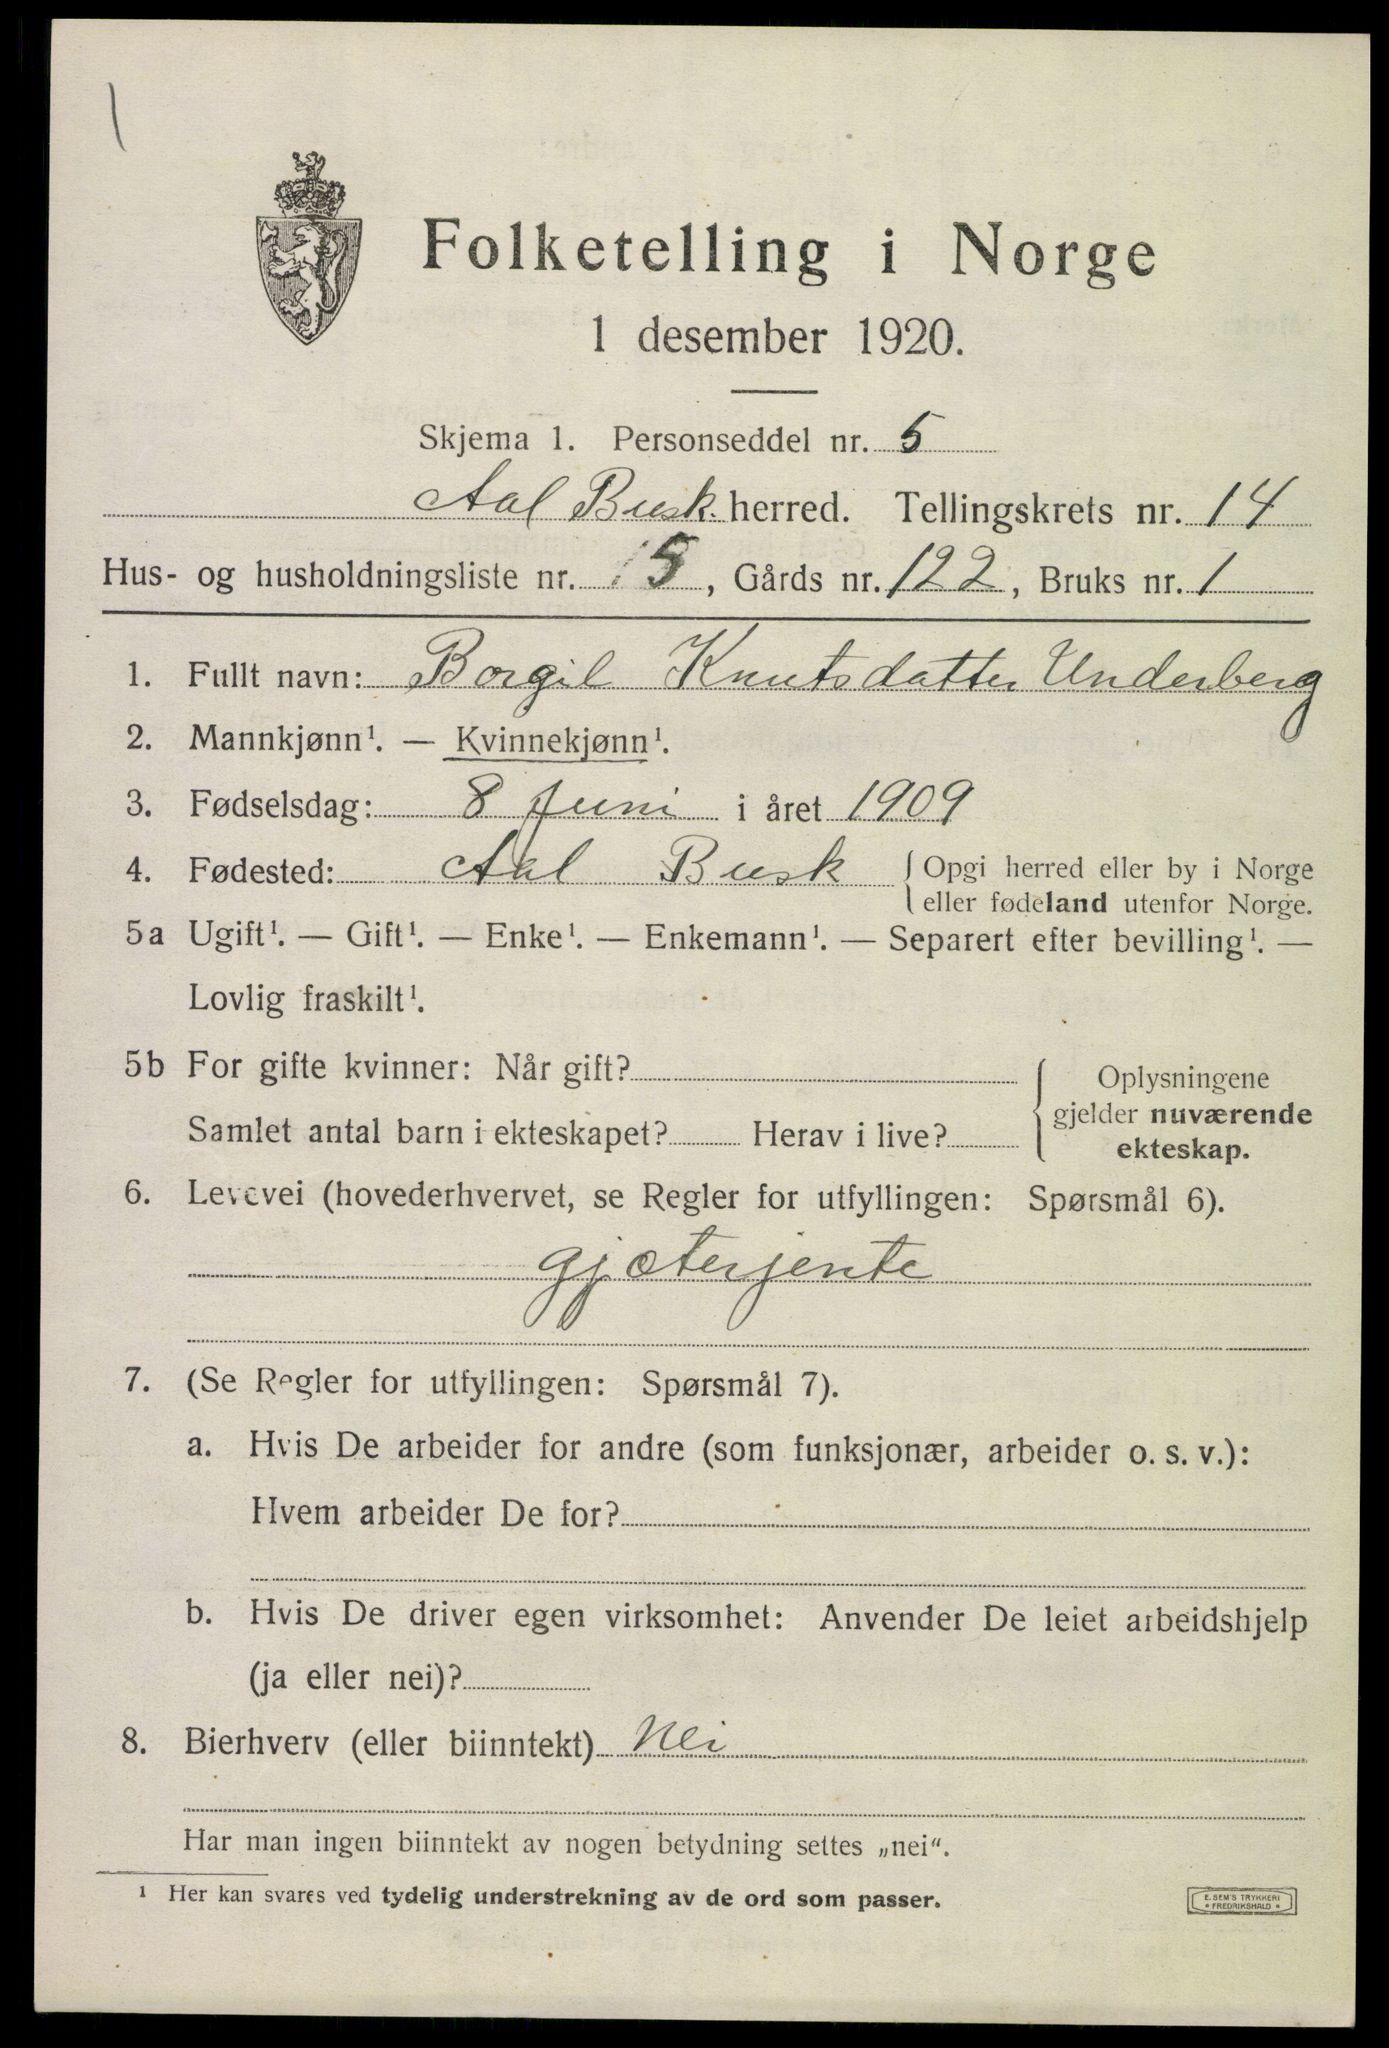 Folketelling i Norge
1 desember 1920.
Skjema 1. Personseddel nr. 5
Aal Busk. herred. Tellingskrets nr. 14
Hus- og husholdningsliste nr. 15, Gårds nr. 122, Bruks nr. 1
1. Fullt navn: Borgil Knutsdatter Underberg
2. Mannkjønn¹. — Kvinnekjønn¹.
3. Fødselsdag: 8 Juni i året 1909
4. Fødested: Aal Busk { Opgi herred eller by i Norge
eller fødeland utenfor Norge.
5a Ugift¹. — Gift¹. — Enke¹. — Enkemann¹. — Separert efter bevilling¹. —
Lovlig fraskilt¹.
5b For gifte kvinner: Når gift?
Samlet antal barn i ekteskapet? Herav i live?
{ Oplysningene
gjelder nuværende
ekteskap.
6. Levevei (hovederhvervet, se Regler for utfyllingen: Spørsmål 6).
gjæterjente
7. (Se Regler for utfyllingen: Spørsmål 7).
a. Hvis De arbeider for andre (som funksjonær, arbeider o. s. v.):
Hvem arbeider De for?
b. Hvis De driver egen virksomhet: Anvender De leiet arbeidshjelp
(ja eller nei)?
8. Bierhverv (eller biinntekt) Nei
Har man ingen biinntekt av nogen betydning settes „nei“.
¹ Her kan svares ved tydelig understrekning av de ord som passer.
E. SEM'S TRYKKERI
* FREDRIKSHALD *